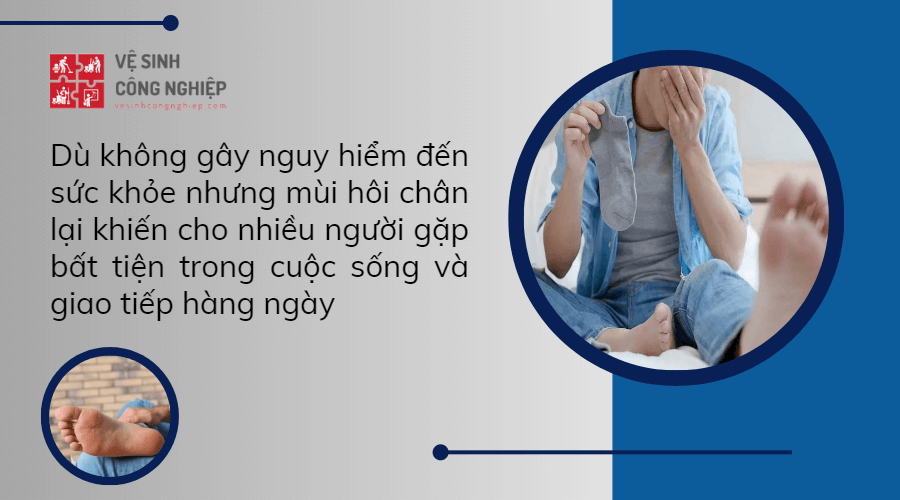 VỆ SINH
CÔNG NGHIỆP
vesinhcongnghiep.com
Dù không gây nguy hiểm đến
sức khỏe nhưng mùi hôi chân
lại khiến cho nhiều người gặp
bất tiện trong cuộc sống và
giao tiếp hàng ngày